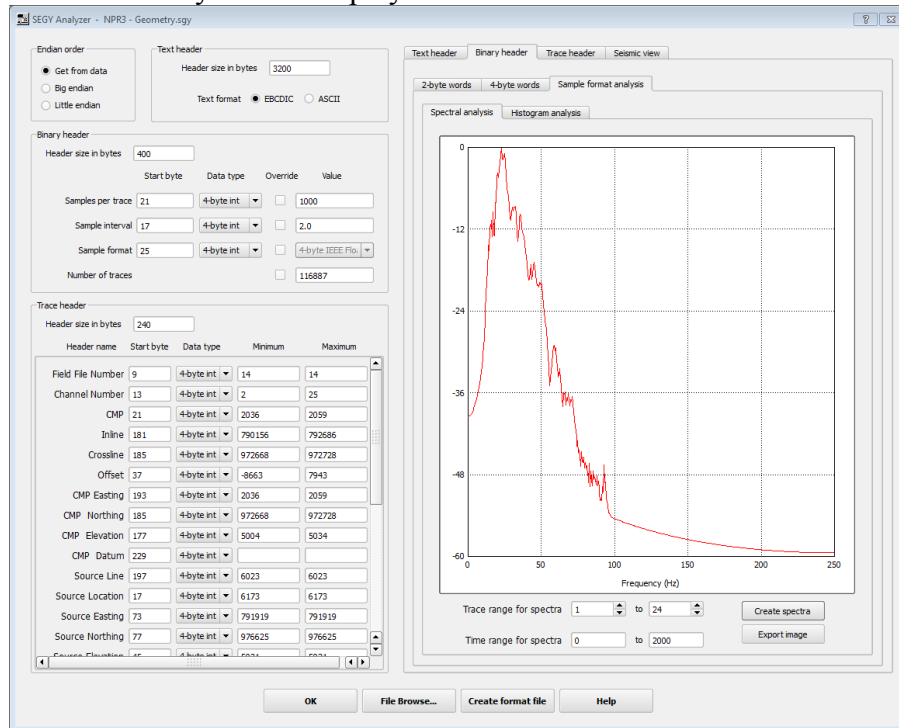 SEGY Analyzer - NPR3 - Geometry.sgy
Endian order
Get from data
Big endian
Little endian
Text header
Header size in bytes 3200
Text format EBCDIC ASCII
Binary header
Header size in bytes 400
Start byte Data type Override Value
Samples per trace 21 4-byte int 1000
Sample interval 17 4-byte int 2.0
Sample format 25 4-byte int 4-byte IEEE Flo
Number of traces 116887
Trace header
Header size in bytes 240
Header name Start byte Data type Minimum Maximum
Field File Number 9 4-byte int 14 14
Channel Number 13 4-byte int 2 25
CMP 21 4-byte int 2036 2059
Inline 181 4-byte int 790156 792686
Crossline 185 4-byte int 972668 972728
Offset 37 4-byte int -8663 7943
CMP Easting 193 4-byte int 2036 2059
CMP Northing 185 4-byte int 972668 972728
CMP Elevation 177 4-byte int 5004 5034
CMP Datum 229 4-byte int
Source Line 197 4-byte int 6023 6023
Source Location 17 4-byte int 6173 6173
Source Easting 73 4-byte int 791919 791919
Source Northing 77 4-byte int 976625 976625
Text header Binary header Trace header Seismic view
2-byte words 4-byte words Sample format analysis
Spectral analysis Histogram analysis
0
-12
-24
-36
-48
-60
0 50 100 150 200 250
Frequency (Hz)
Trace range for spectra 1 to 24 Create spectra
Time range for spectra 0 to 2000 Export image
OK File Browse... Create format file Help